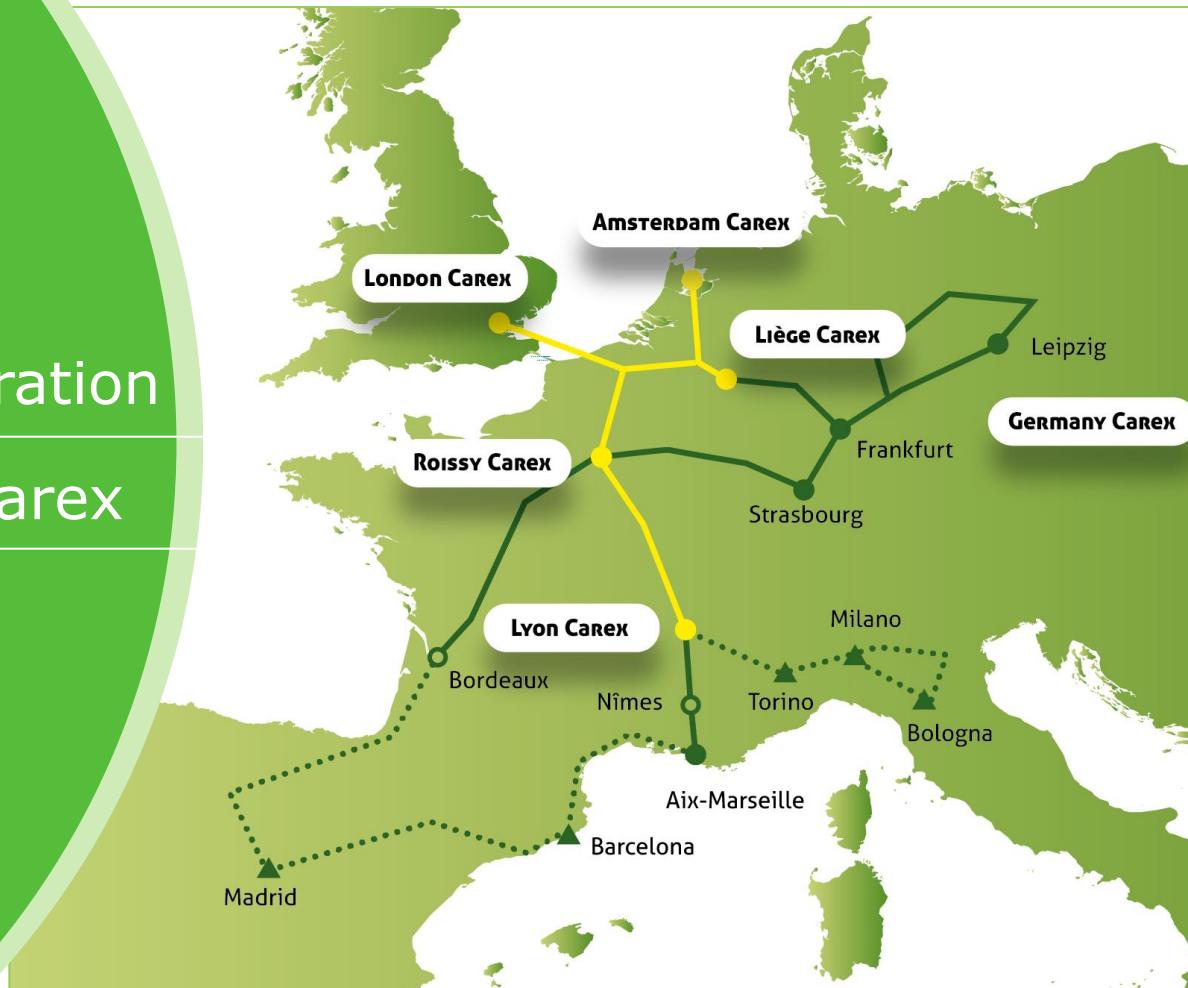 ration
arex
Amsterdam Carex
London Carex
Liège Carex
Leipzig
Germany Carex
Frankfurt
Roissy Carex
Strasbourg
Milano
Lyon Carex
Bordeaux
Nîmes
Torino
Bologna
Aix-Marseille
Barcelona
Madrid